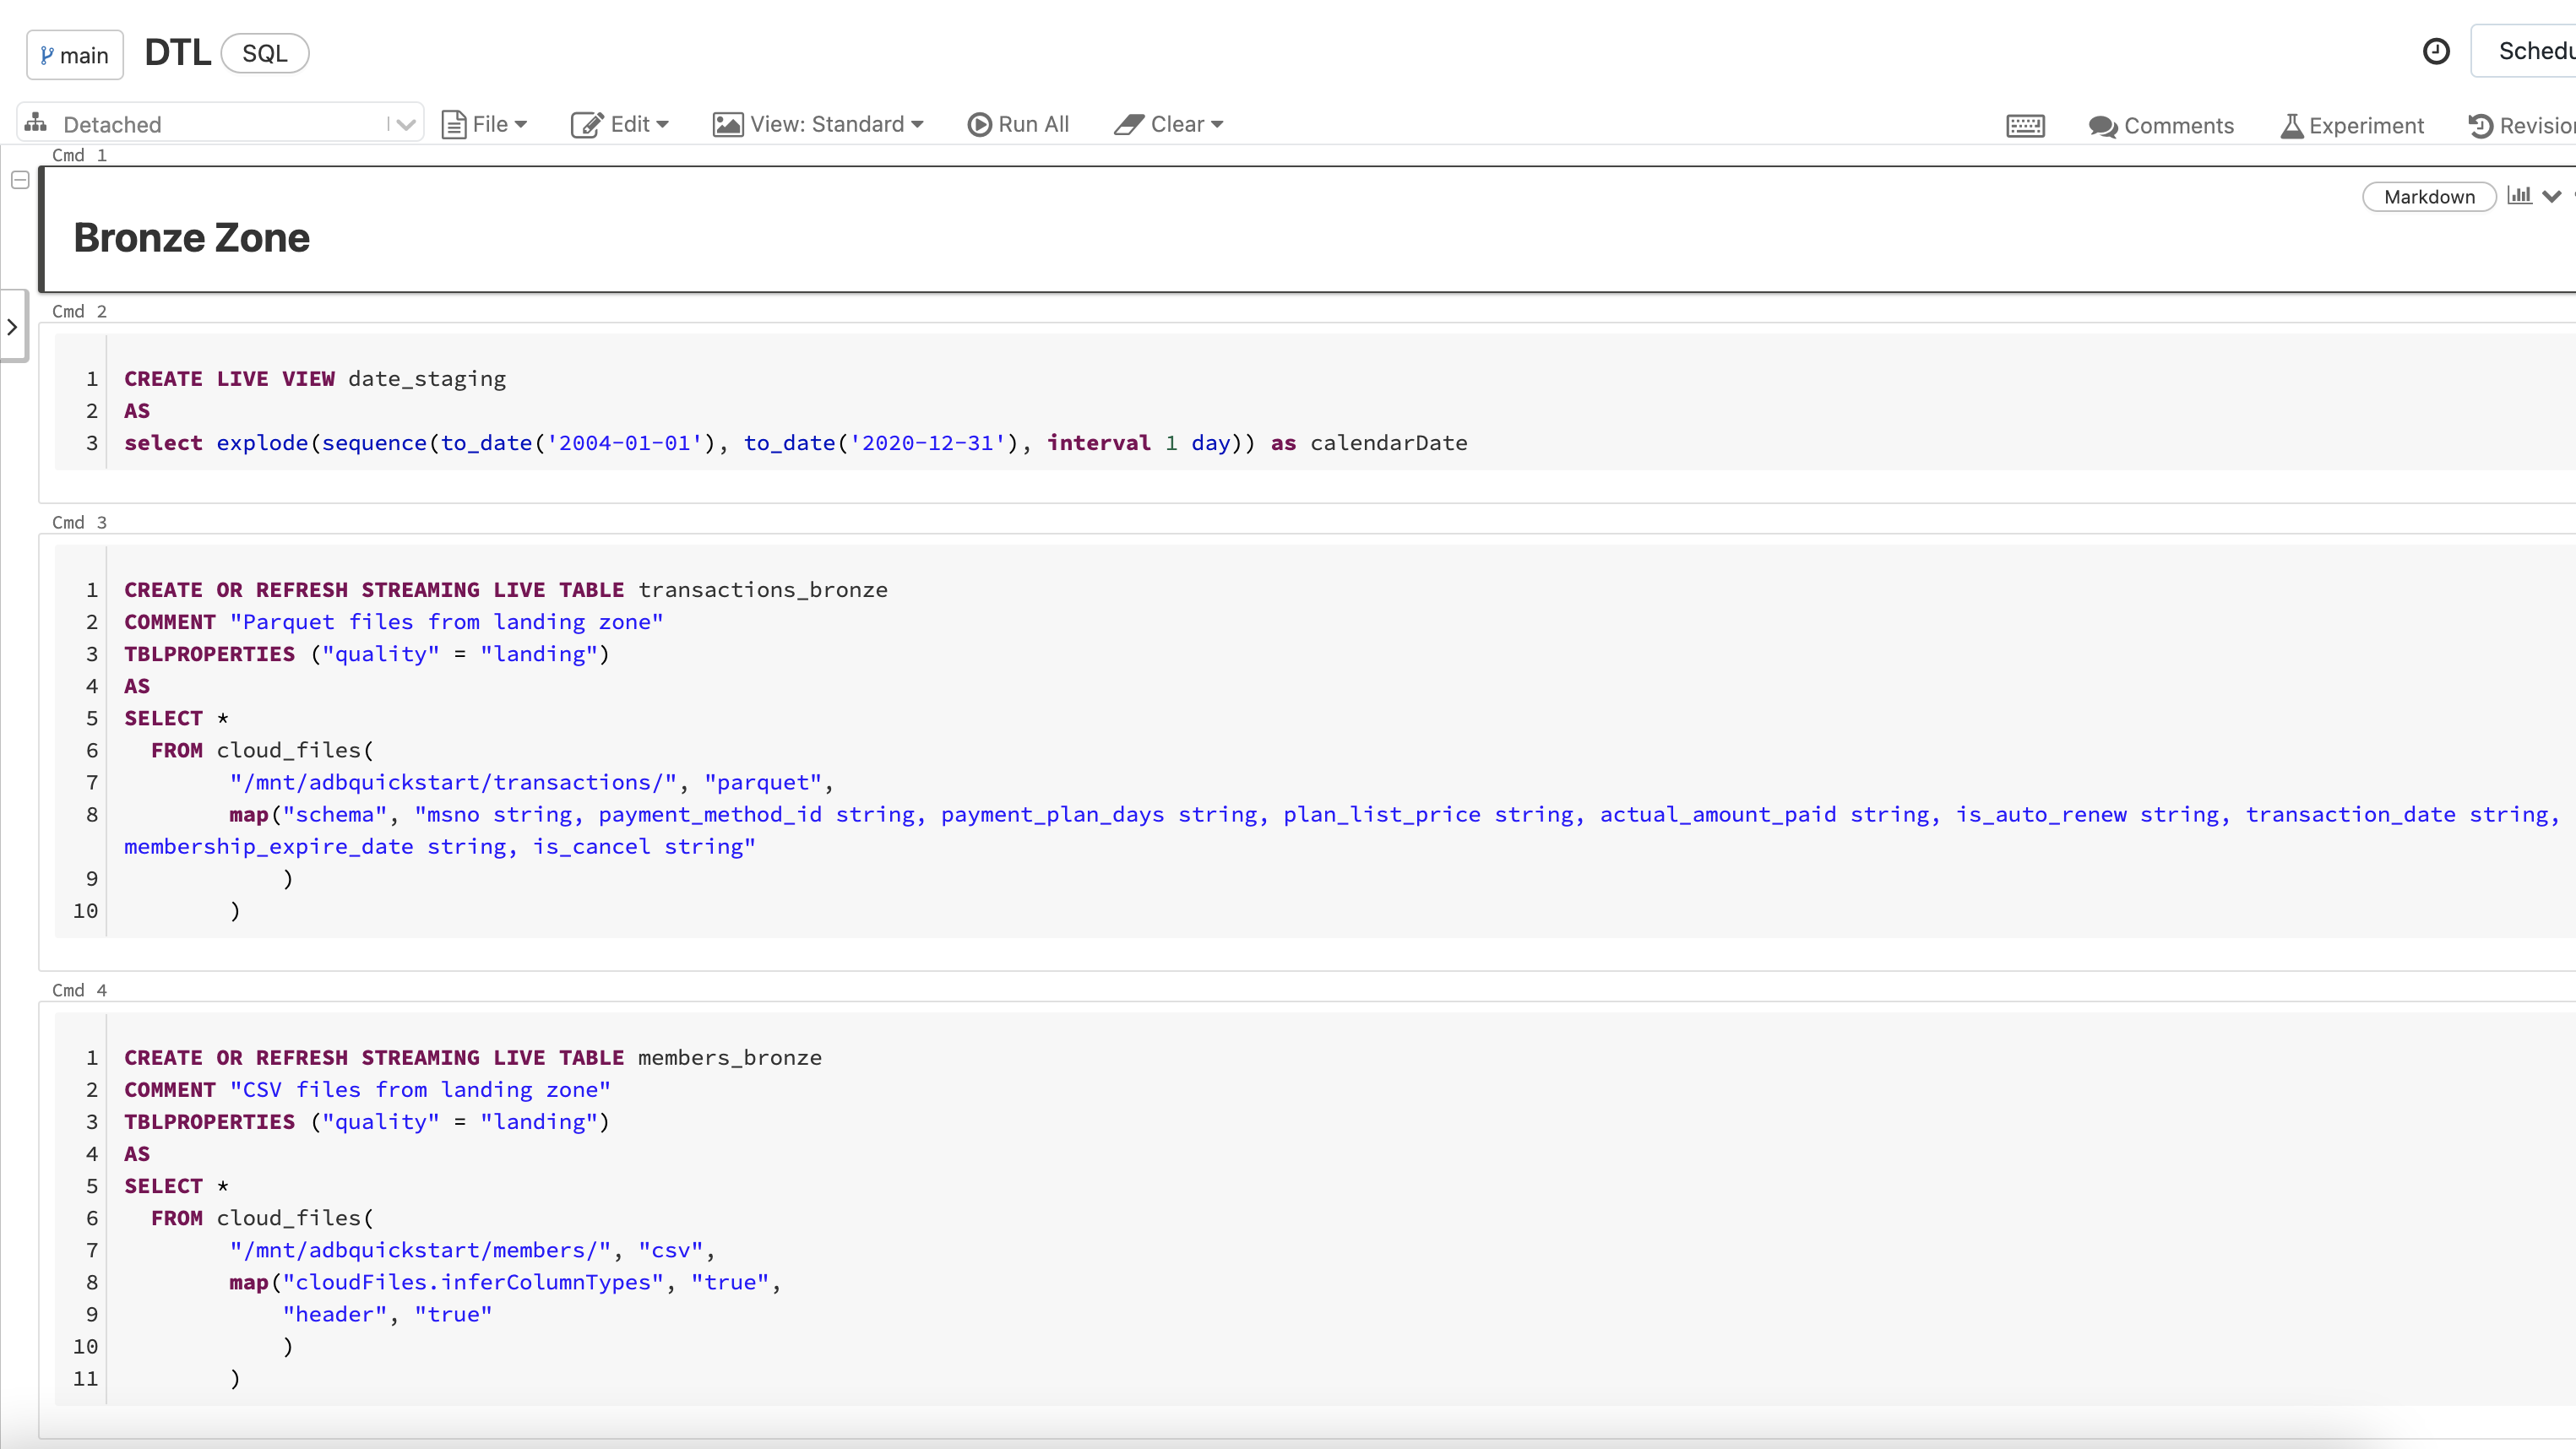 main DTL SQL Schedu
Detached File Edit View: Standard Run All Clear Comments Experiment Revision
Cmd 1
Markdown
Bronze Zone
Cmd 2
1 CREATE LIVE VIEW date_staging
2 AS
3 select explode(sequence(to_date('2004-01-01'), to_date('2020-12-31'), interval 1 day)) as calendarDate
Cmd 3
1 CREATE OR REFRESH STREAMING LIVE TABLE transactions_bronze
2 COMMENT "Parquet files from landing zone"
3 TBLPROPERTIES ("quality" = "landing")
4 AS
5 SELECT *
6 FROM cloud_files(
7 "/mnt/adbquickstart/transactions/", "parquet",
8 map("schema", "msno string, payment_method_id string, payment_plan_days string, plan_list_price string, actual_amount_paid string, is_auto_renew string, transaction_date string,
membership_expire_date string, is_cancel string"
9 )
10 )
Cmd 4
1 CREATE OR REFRESH STREAMING LIVE TABLE members_bronze
2 COMMENT "CSV files from landing zone"
3 TBLPROPERTIES ("quality" = "landing")
4 AS
5 SELECT *
6 FROM cloud_files(
7 "/mnt/adbquickstart/members/", "csv",
8 map("cloudFiles.inferColumnTypes", "true",
9 "header", "true"
10 )
11 )